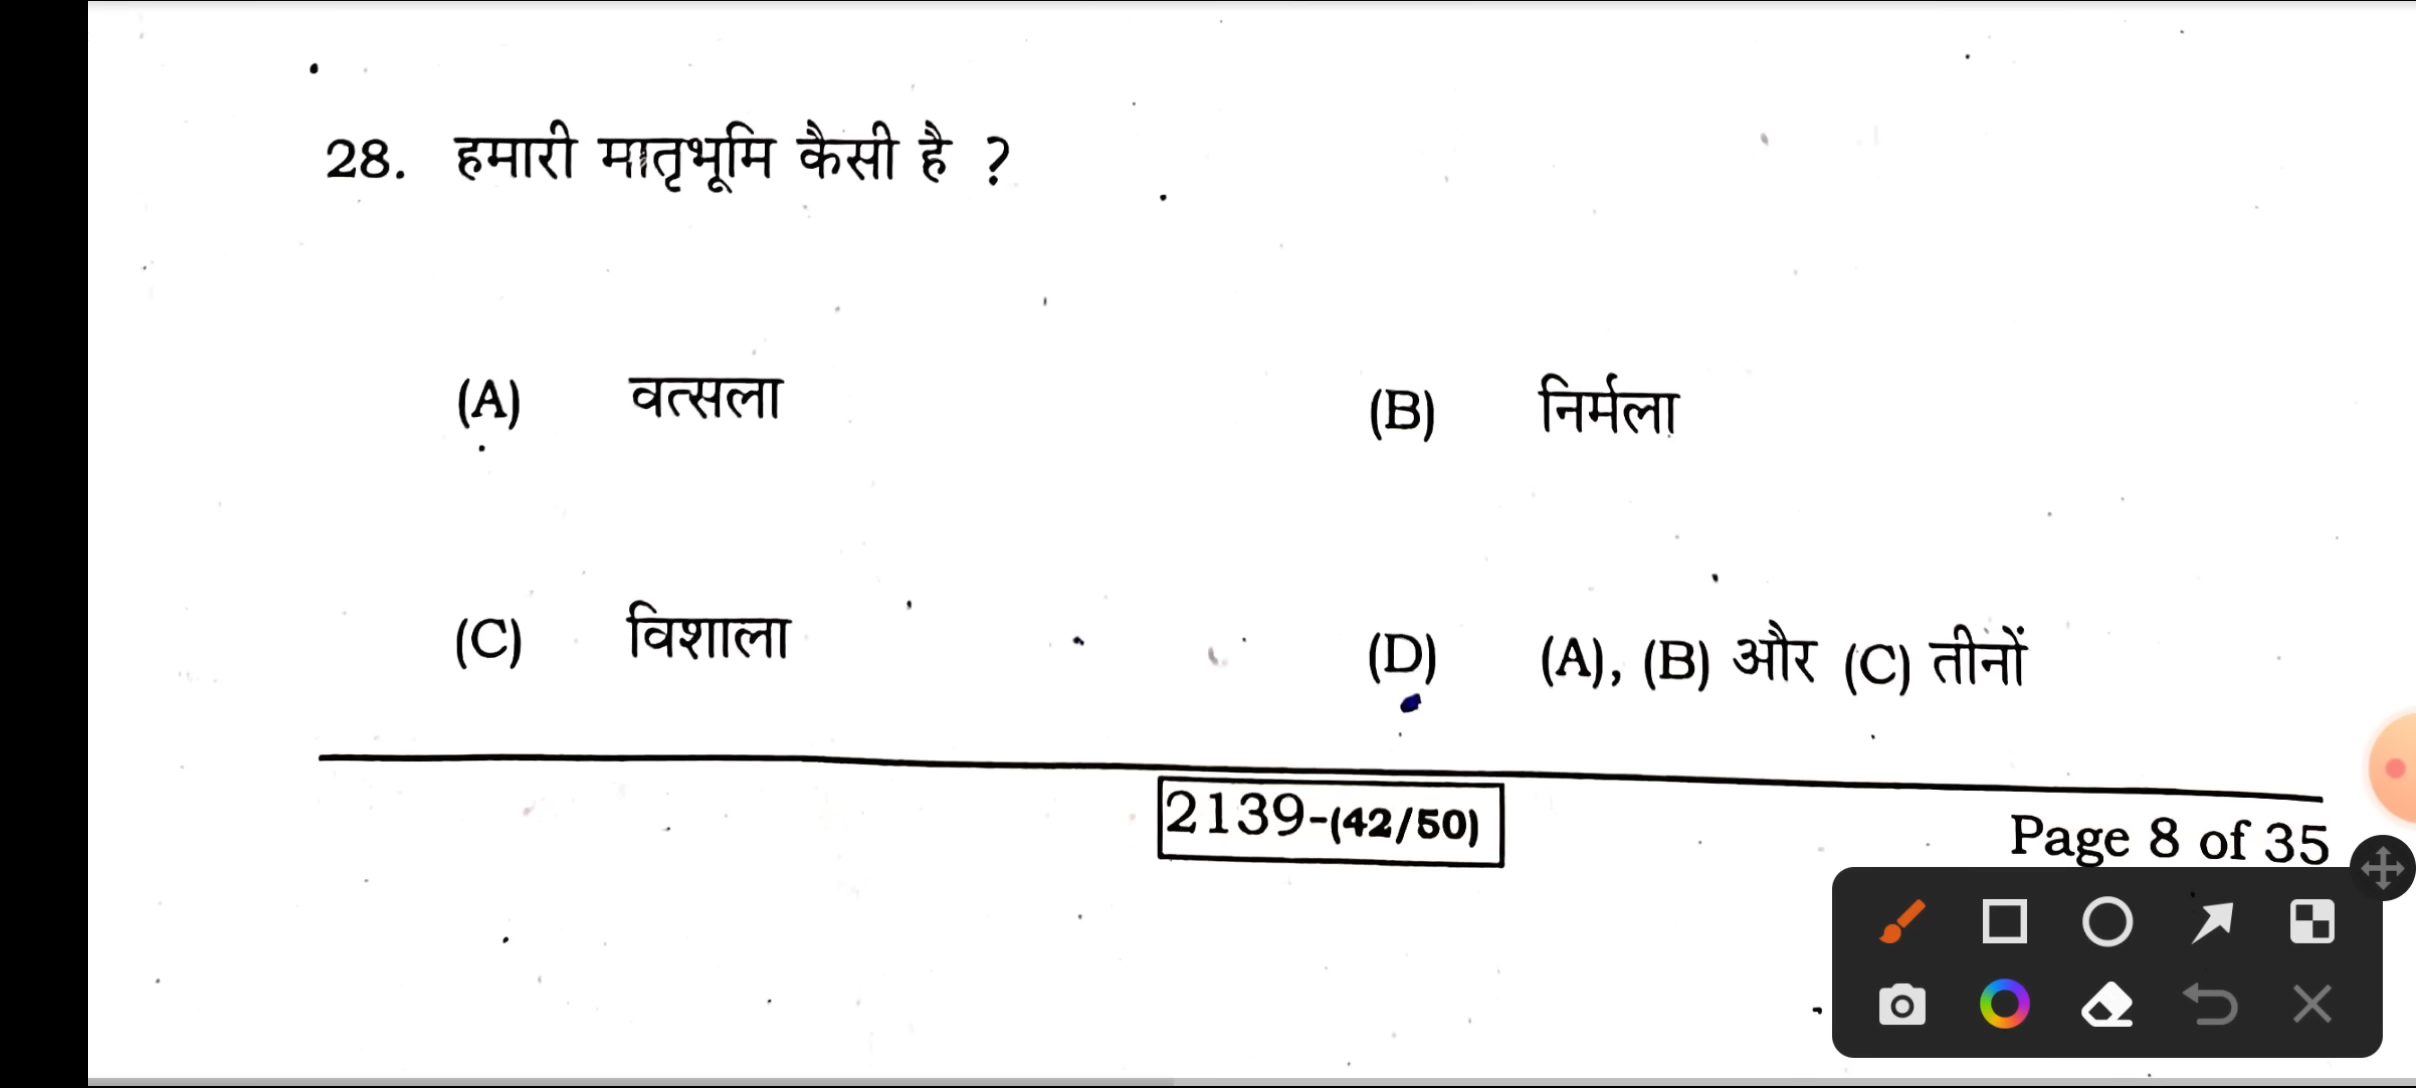 28. हमारी मातृभूमि कैसी है ?
(A) वत्सला (B) निर्मला
(C) विशाला (D) (A), (B) और (C) तीनों
2139-(42/50)
Page 8 of 35